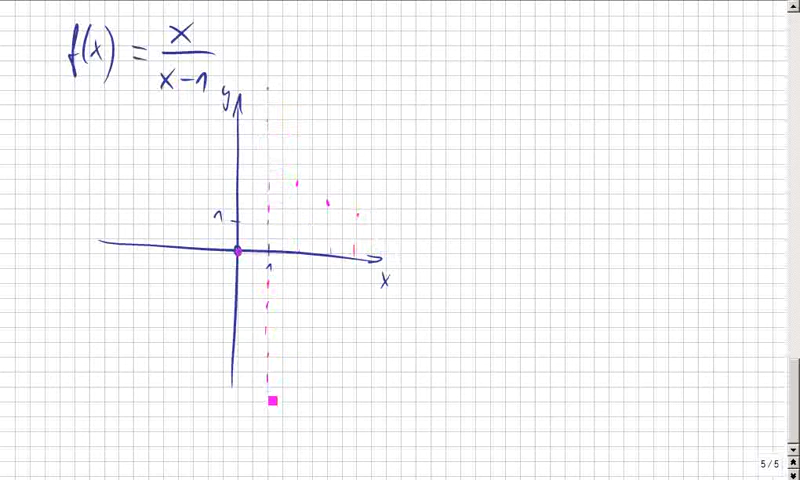 f(x) = x/(x-1)
y
1
1
x
5/5